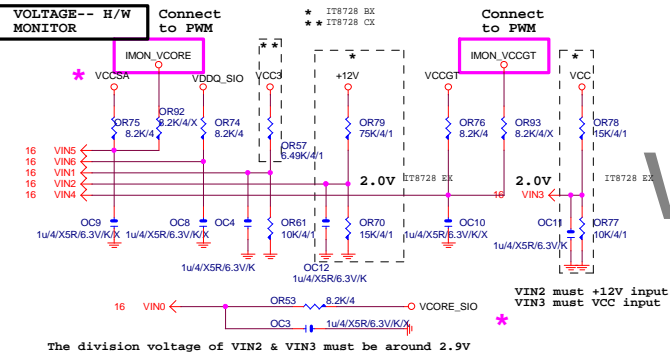 VOLTAGE-- H/W
MONITOR
Connect
to PWM
* IT8728 BX
** IT8728 CX
Connect
to PWM
IMON_VCORE
IMON_VCCGT
*
VCCSA
VDDQ_SIO
**
VCC3
*
+12V
VCCGT
*
VCC
OR75
8.2K/4
OR92
8.2K/4/X
OR74
8.2K/4
OR57
6.49K/4/1
OR79
75K/4/1
OR76
8.2K/4
OR93
8.2K/4/X
OR78
15K/4/1
16 VIN5
16 VIN6
16 VIN1
16 VIN2
16 VIN4
2.0V
IT8728 EX
16 VIN3
2.0V
IT8728 EX
OC9
1u/4/X5R/6.3V/K/X
OC8
1u/4/X5R/6.3V/K/X
OC4
1u/4/X5R/6.3V/K
OR61
10K/4/1
OC12
1u/4/X5R/6.3V/K
OR70
15K/4/1
OC10
1u/4/X5R/6.3V/K/X
OC11
1u/4/X5R/6.3V/K
OR77
10K/4/1
VIN2 must +12V input
VIN3 must VCC input
16 VIN0
OR53
8.2K/4
VCORE_SIO
OC3
1u/4/X5R/6.3V/K/X
*
The division voltage of VIN2 & VIN3 must be around 2.9V